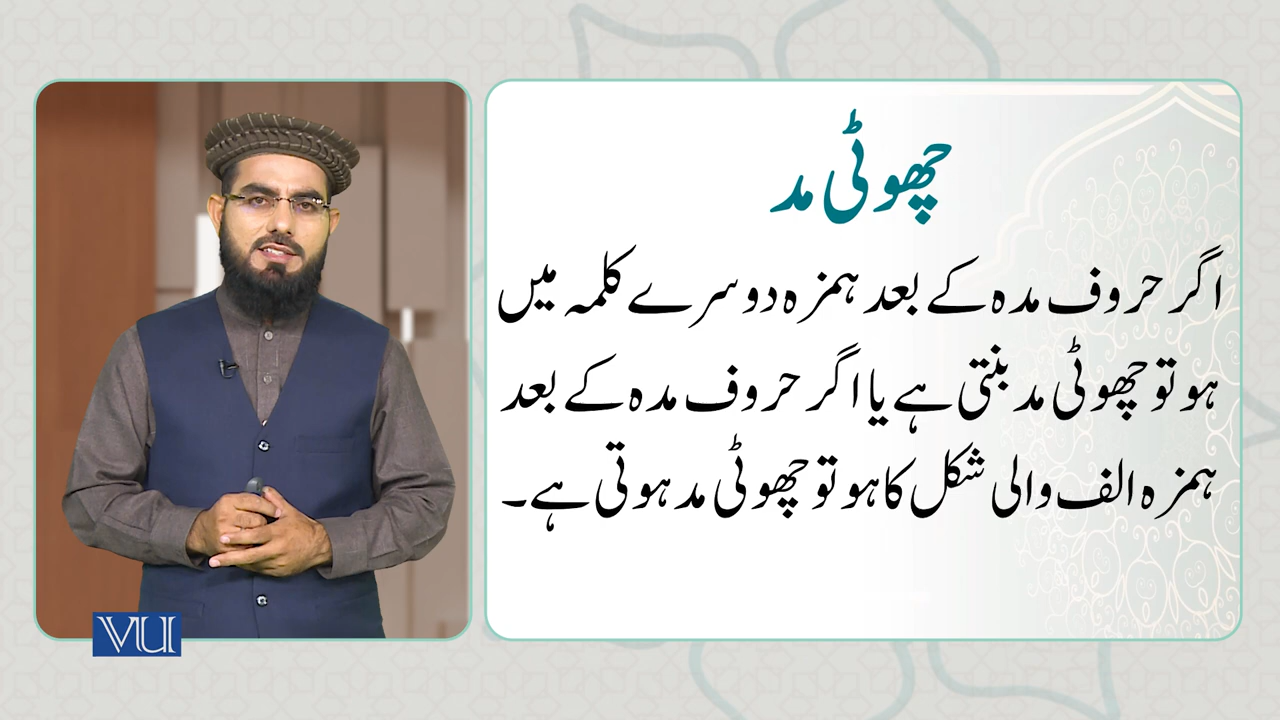 چھوٹی مد
اگر حروف مدہ کے بعد ہمزہ دوسرے کلمہ میں
ہو تو چھوٹی مد بنتی ہے یا اگر حروف مدہ کے بعد
ہمزہ الف والی شکل کا ہو تو چھوٹی مد ہوتی ہے۔
VU